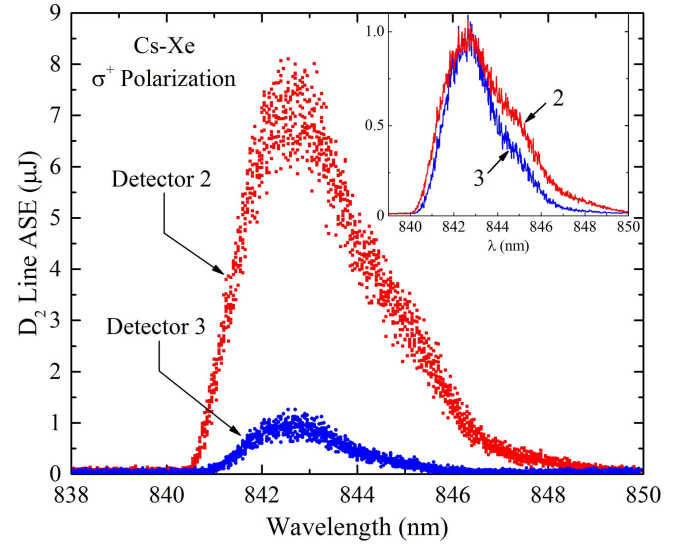 9
8
7
6
5
4
3
2
1
0
D₂ Line ASE (μJ)
Cs-Xe
σ⁺ Polarization
Detector 2
Detector 3
838 840 842 844 846 848 850
Wavelength (nm)
1.0
0.5
0
2
3
840 842 844 846 848 850
λ (nm)